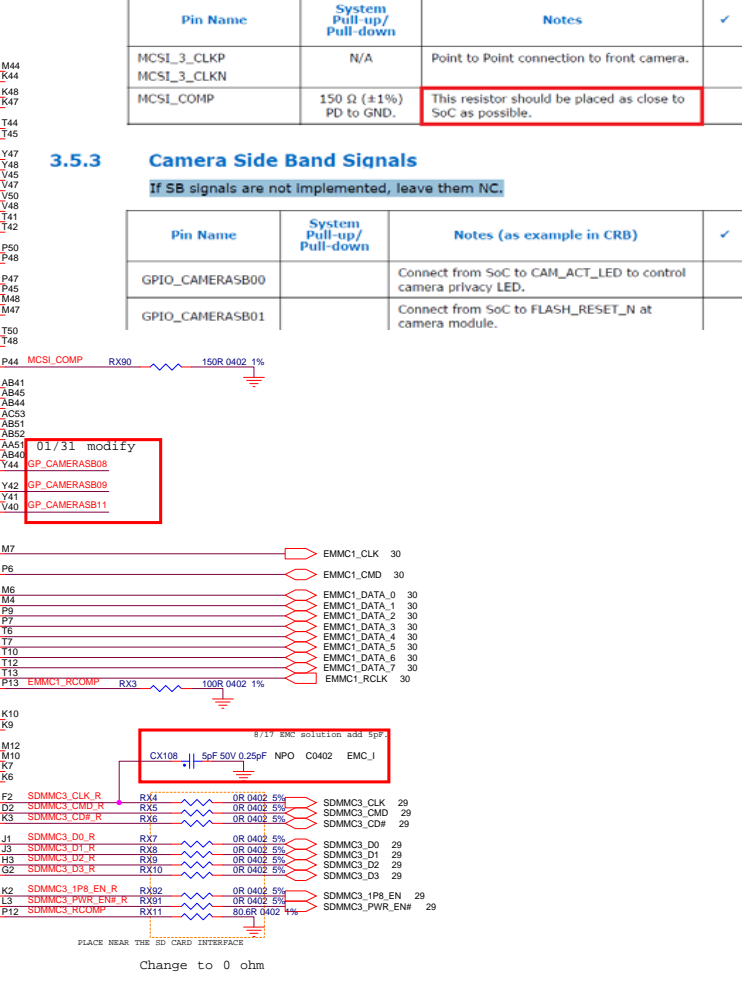 Pin Name System Pull-up/ Pull-down Notes ✓
MCSI_3_CLKP N/A Point to Point connection to front camera.
MCSI_3_CLKN
MCSI_COMP 150 Ω (±1%) This resistor should be placed as close to
PD to GND. SoC as possible.
3.5.3 Camera Side Band Signals
If SB signals are not implemented, leave them NC.
Pin Name System Pull-up/ Pull-down Notes (as example in CRB) ✓
GPIO_CAMERASB00 Connect from SoC to CAM_ACT_LED to control
camera privacy LED.
GPIO_CAMERASB01 Connect from SoC to FLASH_RESET_N at
camera module.
M44
K44
K48
K47
T44
T45
Y47
Y48
V45
V47
V50
V48
T41
T42
P50
P48
P47
P45
M48
M47
T50
T48
P44 MCSI_COMP RX90 150R 0402 1%
AB41
AB45
AB44
AC53
AB51
AB52
AA51 01/31 modify
AB40
Y44 GP_CAMERASB08
Y42 GP_CAMERASB09
Y41
V40 GP_CAMERASB11
M7 EMMC1_CLK 30
P6 EMMC1_CMD 30
M6 EMMC1_DATA_0 30
M4 EMMC1_DATA_1 30
P9 EMMC1_DATA_2 30
P7 EMMC1_DATA_3 30
T6 EMMC1_DATA_4 30
T7 EMMC1_DATA_5 30
T10 EMMC1_DATA_6 30
T12 EMMC1_DATA_7 30
T13 EMMC1_RCLK 30
P13 EMMC1_RCOMP RX3 100R 0402 1%
K10
K9
8/17 EMC solution add 5pF.
M12
M10 CX108 5pF 50V 0.25pF NPO C0402 EMC_I
K7
K6
F2 SDMMC3_CLK_R RX4 0R 0402 5% SDMMC3_CLK 29
D2 SDMMC3_CMD_R RX5 0R 0402 5% SDMMC3_CMD 29
K3 SDMMC3_CD#_R RX6 0R 0402 5% SDMMC3_CD# 29
J1 SDMMC3_D0_R RX7 0R 0402 5% SDMMC3_D0 29
J3 SDMMC3_D1_R RX8 0R 0402 5% SDMMC3_D1 29
H3 SDMMC3_D2_R RX9 0R 0402 5% SDMMC3_D2 29
G2 SDMMC3_D3_R RX10 0R 0402 5% SDMMC3_D3 29
K2 SDMMC3_1P8_EN_R RX92 0R 0402 5% SDMMC3_1P8_EN 29
L3 SDMMC3_PWR_EN#_R RX91 0R 0402 5% SDMMC3_PWR_EN# 29
P12 SDMMC3_RCOMP RX11 80.6R 0402 1%
PLACE NEAR THE SD CARD INTERFACE
Change to 0 ohm